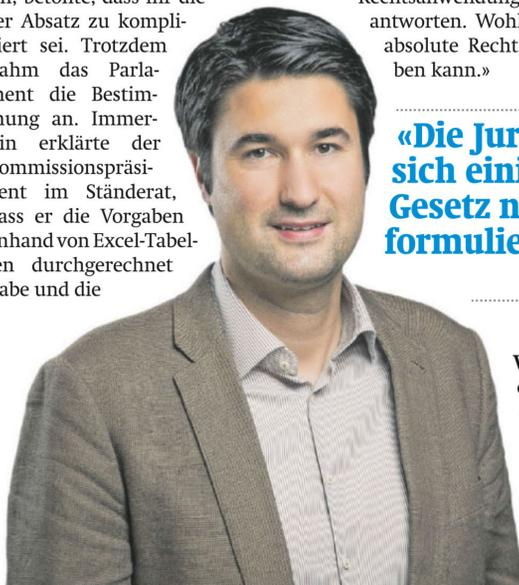 er Absatz zu kompli-
iert sei. Trotzdem
ahm das Parla-
ment die Bestim-
nung an. Immer-
in erklärte der
ommissionspräsi-
ent im Ständerat,
ass er die Vorgaben
nhand von Excel-Tabel-
en durchgerechnet
abe und die
antworten. Wohl
absolute Recht
ben kann.»
«Die Jur
sich eini
Gesetz n
formulie